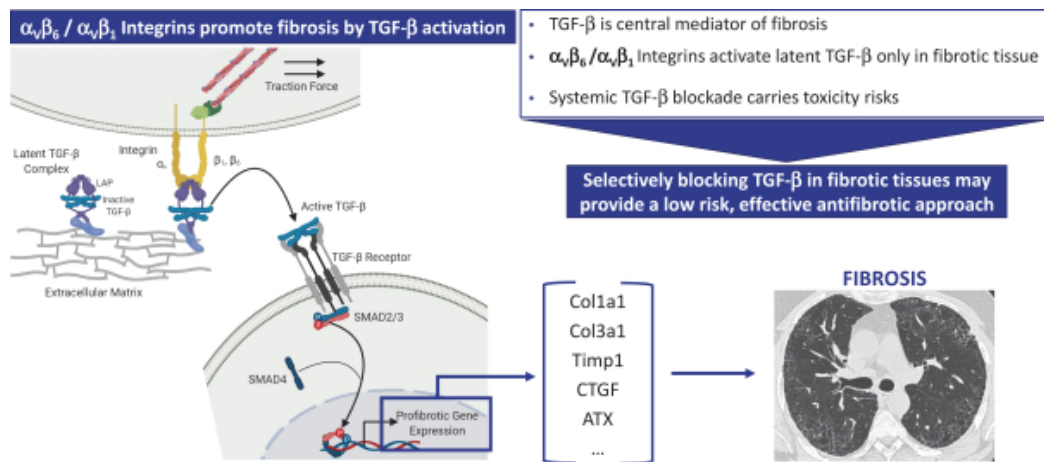 αvβ6 / αvβ1 Integrins promote fibrosis by TGF-β activation
• TGF-β is central mediator of fibrosis
• αvβ6/αvβ1 Integrins activate latent TGF-β only in fibrotic tissue
• Systemic TGF-β blockade carries toxicity risks
Selectively blocking TGF-β in fibrotic tissues may
provide a low risk, effective antifibrotic approach
Traction Force
Integrin
αv
β1, β6
Latent TGF-β
Complex
LAP
Inactive
TGF-β
Extracellular Matrix
Active TGF-β
TGF-β Receptor
SMAD2/3
SMAD4
Profibrotic Gene
Expression
Col1a1
Col3a1
Timp1
CTGF
ATX
...
FIBROSIS